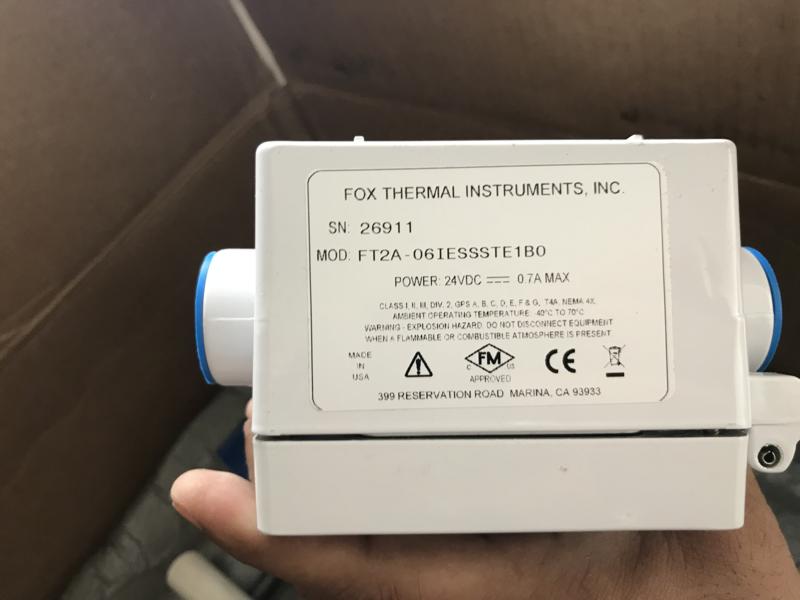 FOX THERMAL INSTRUMENTS, INC.
SN: 26911
MOD: FT2A-06IESSSTE1B0
POWER: 24VDC 0.7A MAX
CLASS I, II, III, DIV. 2, GPS A, B, C, D, E, F & G, T4A, NEMA 4X,
AMBIENT OPERATING TEMPERATURE: -40°C TO 70°C
WARNING - EXPLOSION HAZARD. DO NOT DISCONNECT EQUIPMENT
WHEN A FLAMMABLE OR COMBUSTIBLE ATMOSPHERE IS PRESENT.
MADE
IN
USA
C FM US
APPROVED
CE
399 RESERVATION ROAD MARINA, CA 93933